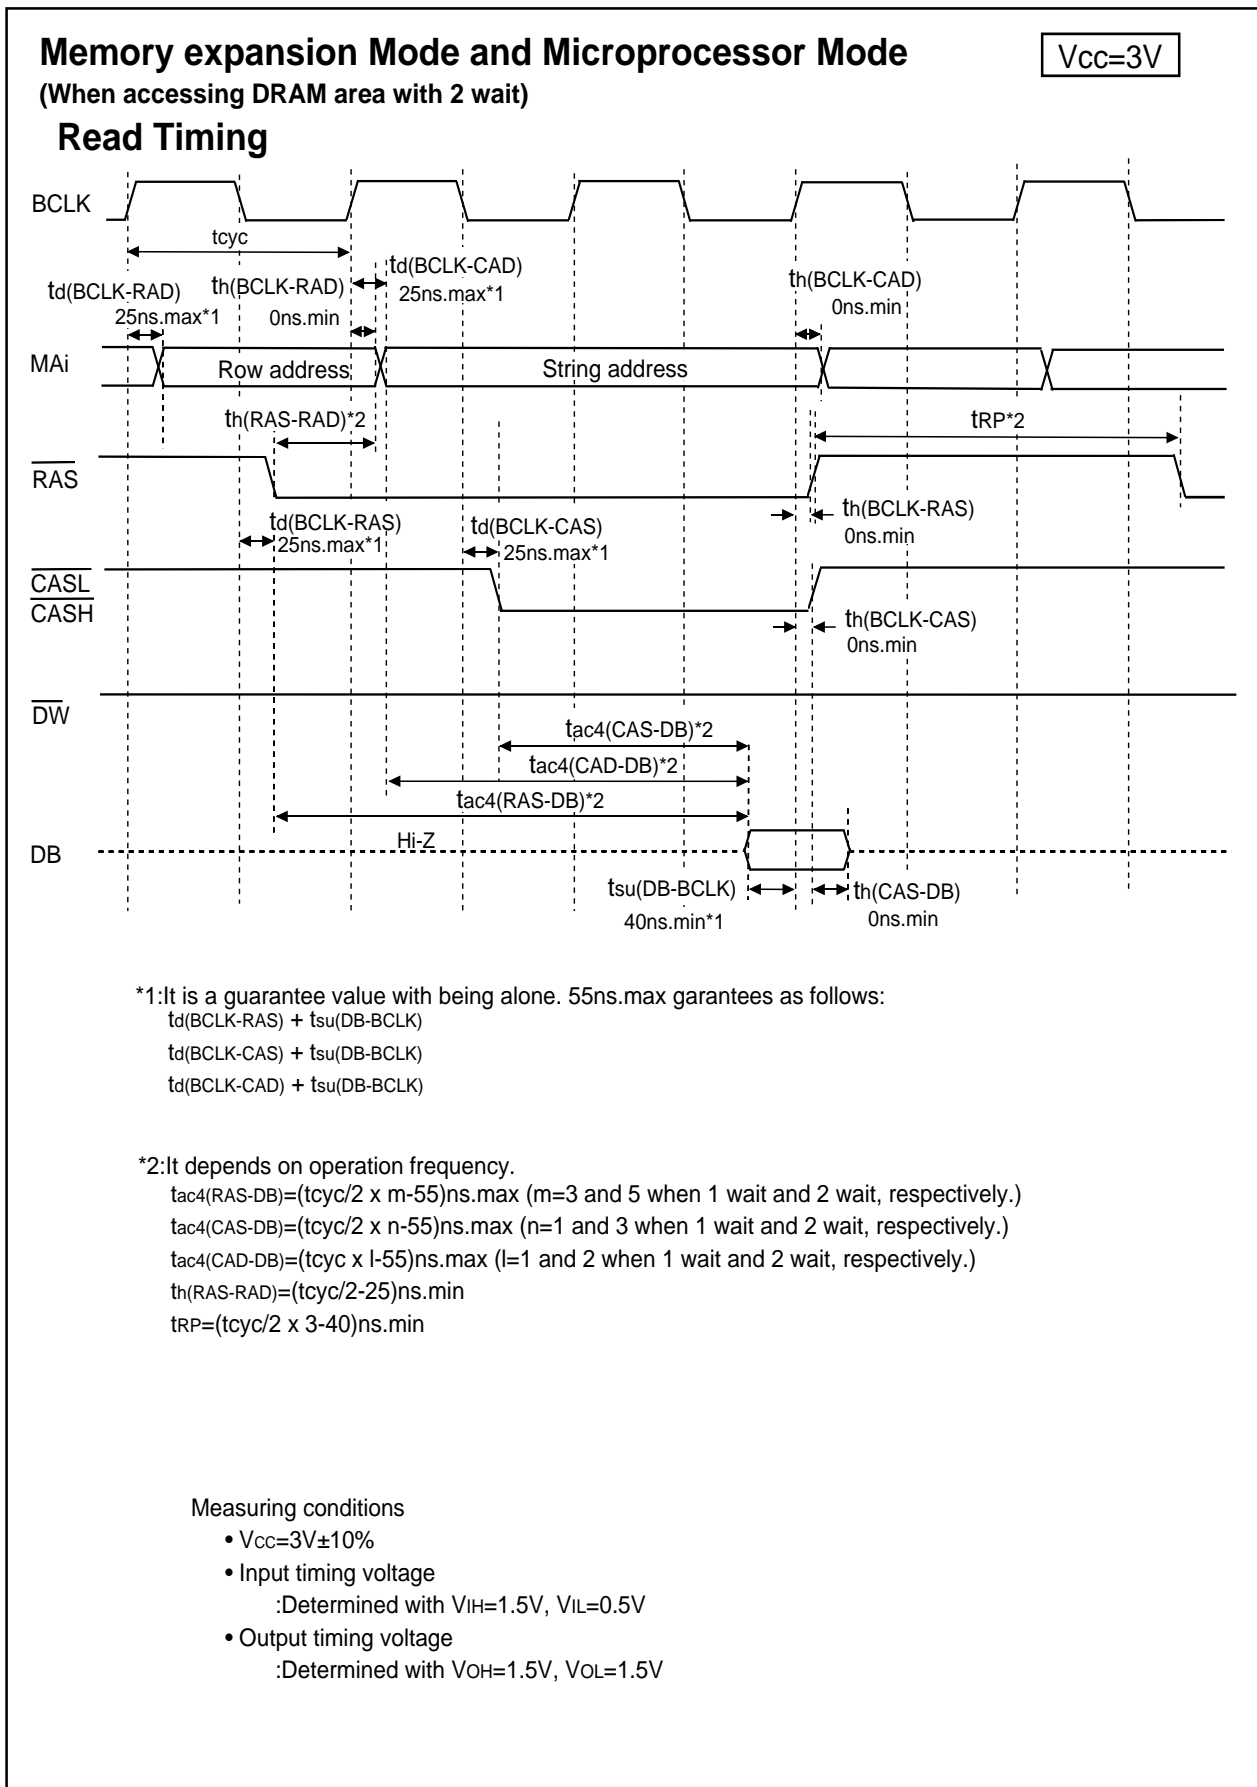 Memory expansion Mode and Microprocessor Mode
Vcc=3V
(When accessing DRAM area with 2 wait)
Read Timing
BCLK
tcyc
td(BCLK-RAD)
25ns.max*1
th(BCLK-RAD)
0ns.min
td(BCLK-CAD)
25ns.max*1
th(BCLK-CAD)
0ns.min
MAi
Row address
String address
th(RAS-RAD)*2
tRP*2
RAS
td(BCLK-RAS)
25ns.max*1
td(BCLK-CAS)
25ns.max*1
th(BCLK-RAS)
0ns.min
CASL
CASH
th(BCLK-CAS)
0ns.min
DW
tac4(CAS-DB)*2
tac4(CAD-DB)*2
tac4(RAS-DB)*2
Hi-Z
DB
tsu(DB-BCLK)
40ns.min*1
th(CAS-DB)
0ns.min
*1:It is a guarantee value with being alone. 55ns.max garantees as follows:
td(BCLK-RAS) + tsu(DB-BCLK)
td(BCLK-CAS) + tsu(DB-BCLK)
td(BCLK-CAD) + tsu(DB-BCLK)
*2:It depends on operation frequency.
tac4(RAS-DB)=(tcyc/2 x m-55)ns.max (m=3 and 5 when 1 wait and 2 wait, respectively.)
tac4(CAS-DB)=(tcyc/2 x n-55)ns.max (n=1 and 3 when 1 wait and 2 wait, respectively.)
tac4(CAD-DB)=(tcyc x l-55)ns.max (l=1 and 2 when 1 wait and 2 wait, respectively.)
th(RAS-RAD)=(tcyc/2-25)ns.min
tRP=(tcyc/2 x 3-40)ns.min
Measuring conditions
• VCC=3V±10%
• Input timing voltage
:Determined with VIH=1.5V, VIL=0.5V
• Output timing voltage
:Determined with VOH=1.5V, VOL=1.5V